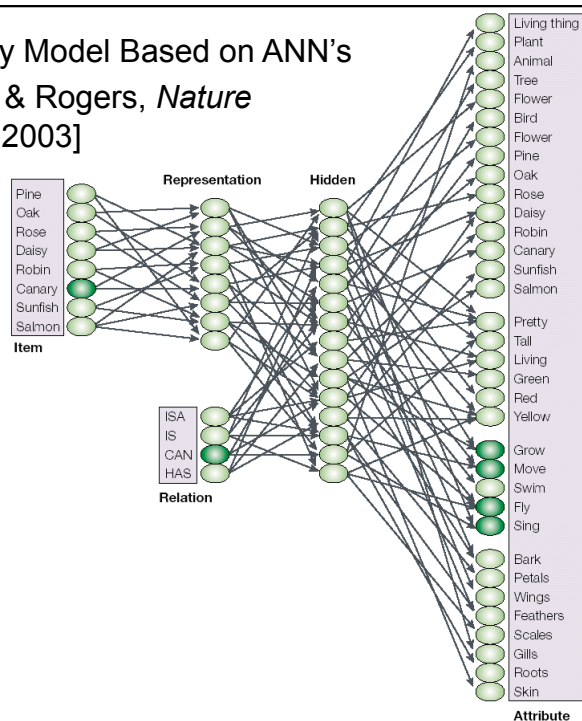 y Model Based on ANN's
& Rogers, Nature
2003]
Representation
Hidden
Pine
Oak
Rose
Daisy
Robin
Canary
Sunfish
Salmon
Item
ISA
IS
CAN
HAS
Relation
Living thing
Plant
Animal
Tree
Flower
Bird
Flower
Pine
Oak
Rose
Daisy
Robin
Canary
Sunfish
Salmon
Pretty
Tall
Living
Green
Red
Yellow
Grow
Move
Swim
Fly
Sing
Bark
Petals
Wings
Feathers
Scales
Gills
Roots
Skin
Attribute